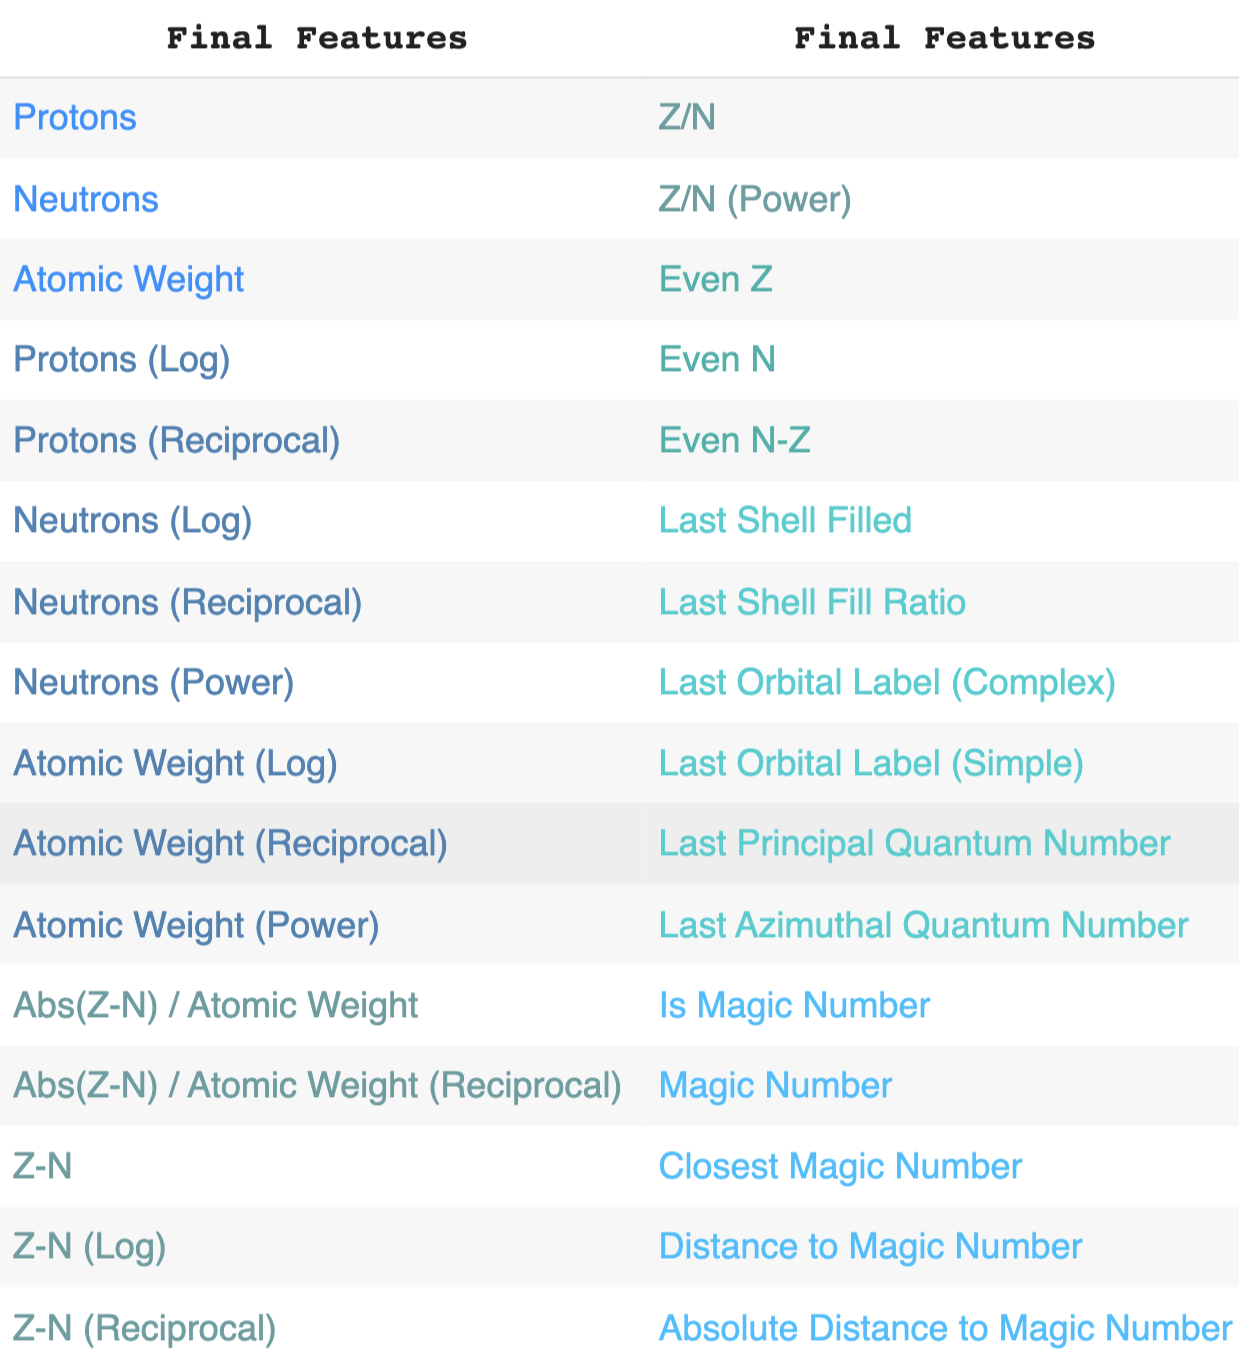 Final Features
Final Features
Protons
Z/N
Neutrons
Z/N (Power)
Atomic Weight
Even Z
Protons (Log)
Even N
Protons (Reciprocal)
Even N-Z
Neutrons (Log)
Last Shell Filled
Neutrons (Reciprocal)
Last Shell Fill Ratio
Neutrons (Power)
Last Orbital Label (Complex)
Atomic Weight (Log)
Last Orbital Label (Simple)
Atomic Weight (Reciprocal)
Last Principal Quantum Number
Atomic Weight (Power)
Last Azimuthal Quantum Number
Abs(Z-N) / Atomic Weight
Is Magic Number
Abs(Z-N) / Atomic Weight (Reciprocal)
Magic Number
Z-N
Closest Magic Number
Z-N (Log)
Distance to Magic Number
Z-N (Reciprocal)
Absolute Distance to Magic Number